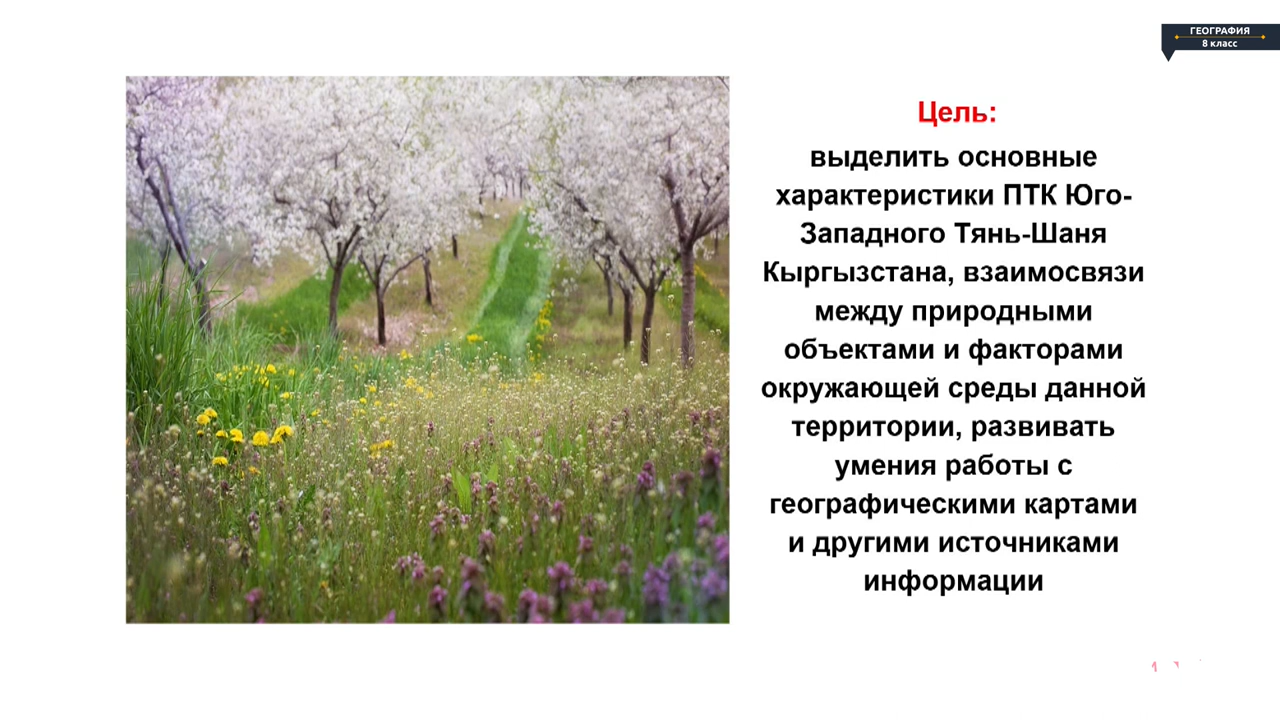 ГЕОГРАФИЯ
8 класс
Цель:
выделить основные
характеристики ПТК Юго-
Западного Тянь-Шаня
Кыргызстана, взаимосвязи
между природными
объектами и факторами
окружающей среды данной
территории, развивать
умения работы с
географическими картами
и другими источниками
информации